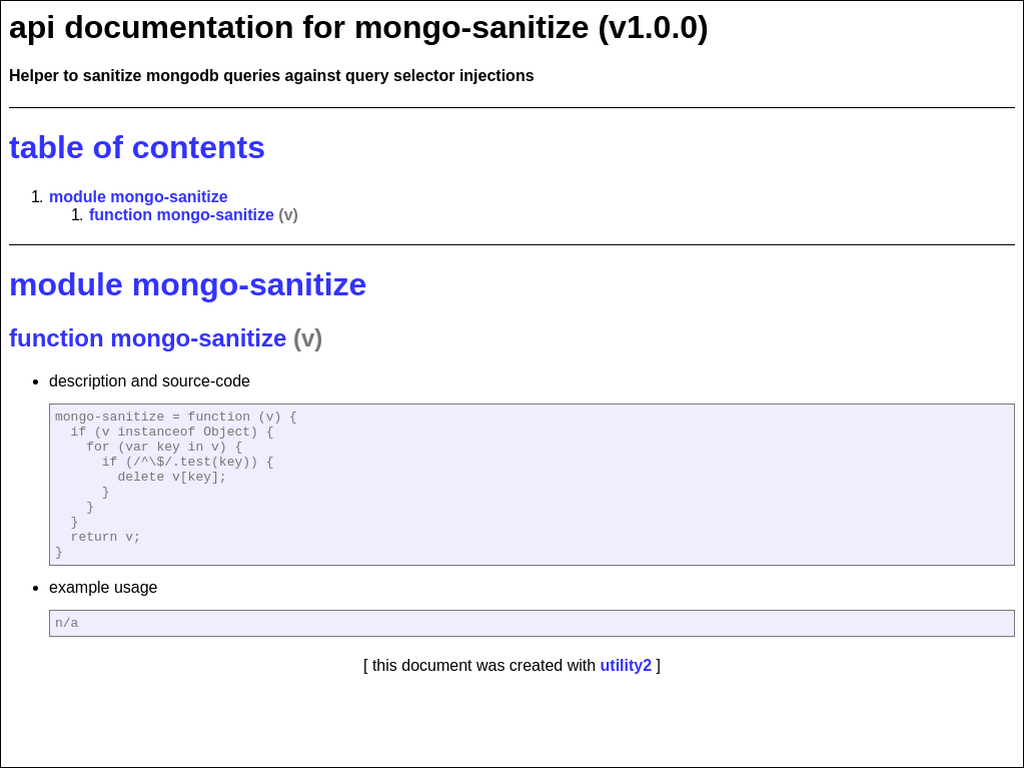 api documentation for mongo-sanitize (v1.0.0)
Helper to sanitize mongodb queries against query selector injections
table of contents
1. module mongo-sanitize
1. function mongo-sanitize (v)
module mongo-sanitize
function mongo-sanitize (v)
• description and source-code
mongo-sanitize = function (v) {
  if (v instanceof Object) {
    for (var key in v) {
      if (/^\$/.test(key)) {
        delete v[key];
      }
    }
  }
  return v;
}
• example usage
n/a
[ this document was created with utility2 ]